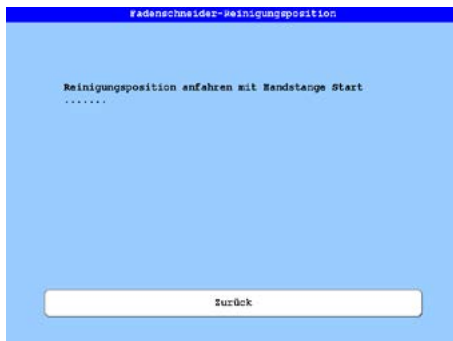 Fadenschneider-Reinigungsposition
Reinigungsposition anfahren mit Handstange Start
.......
Zurück